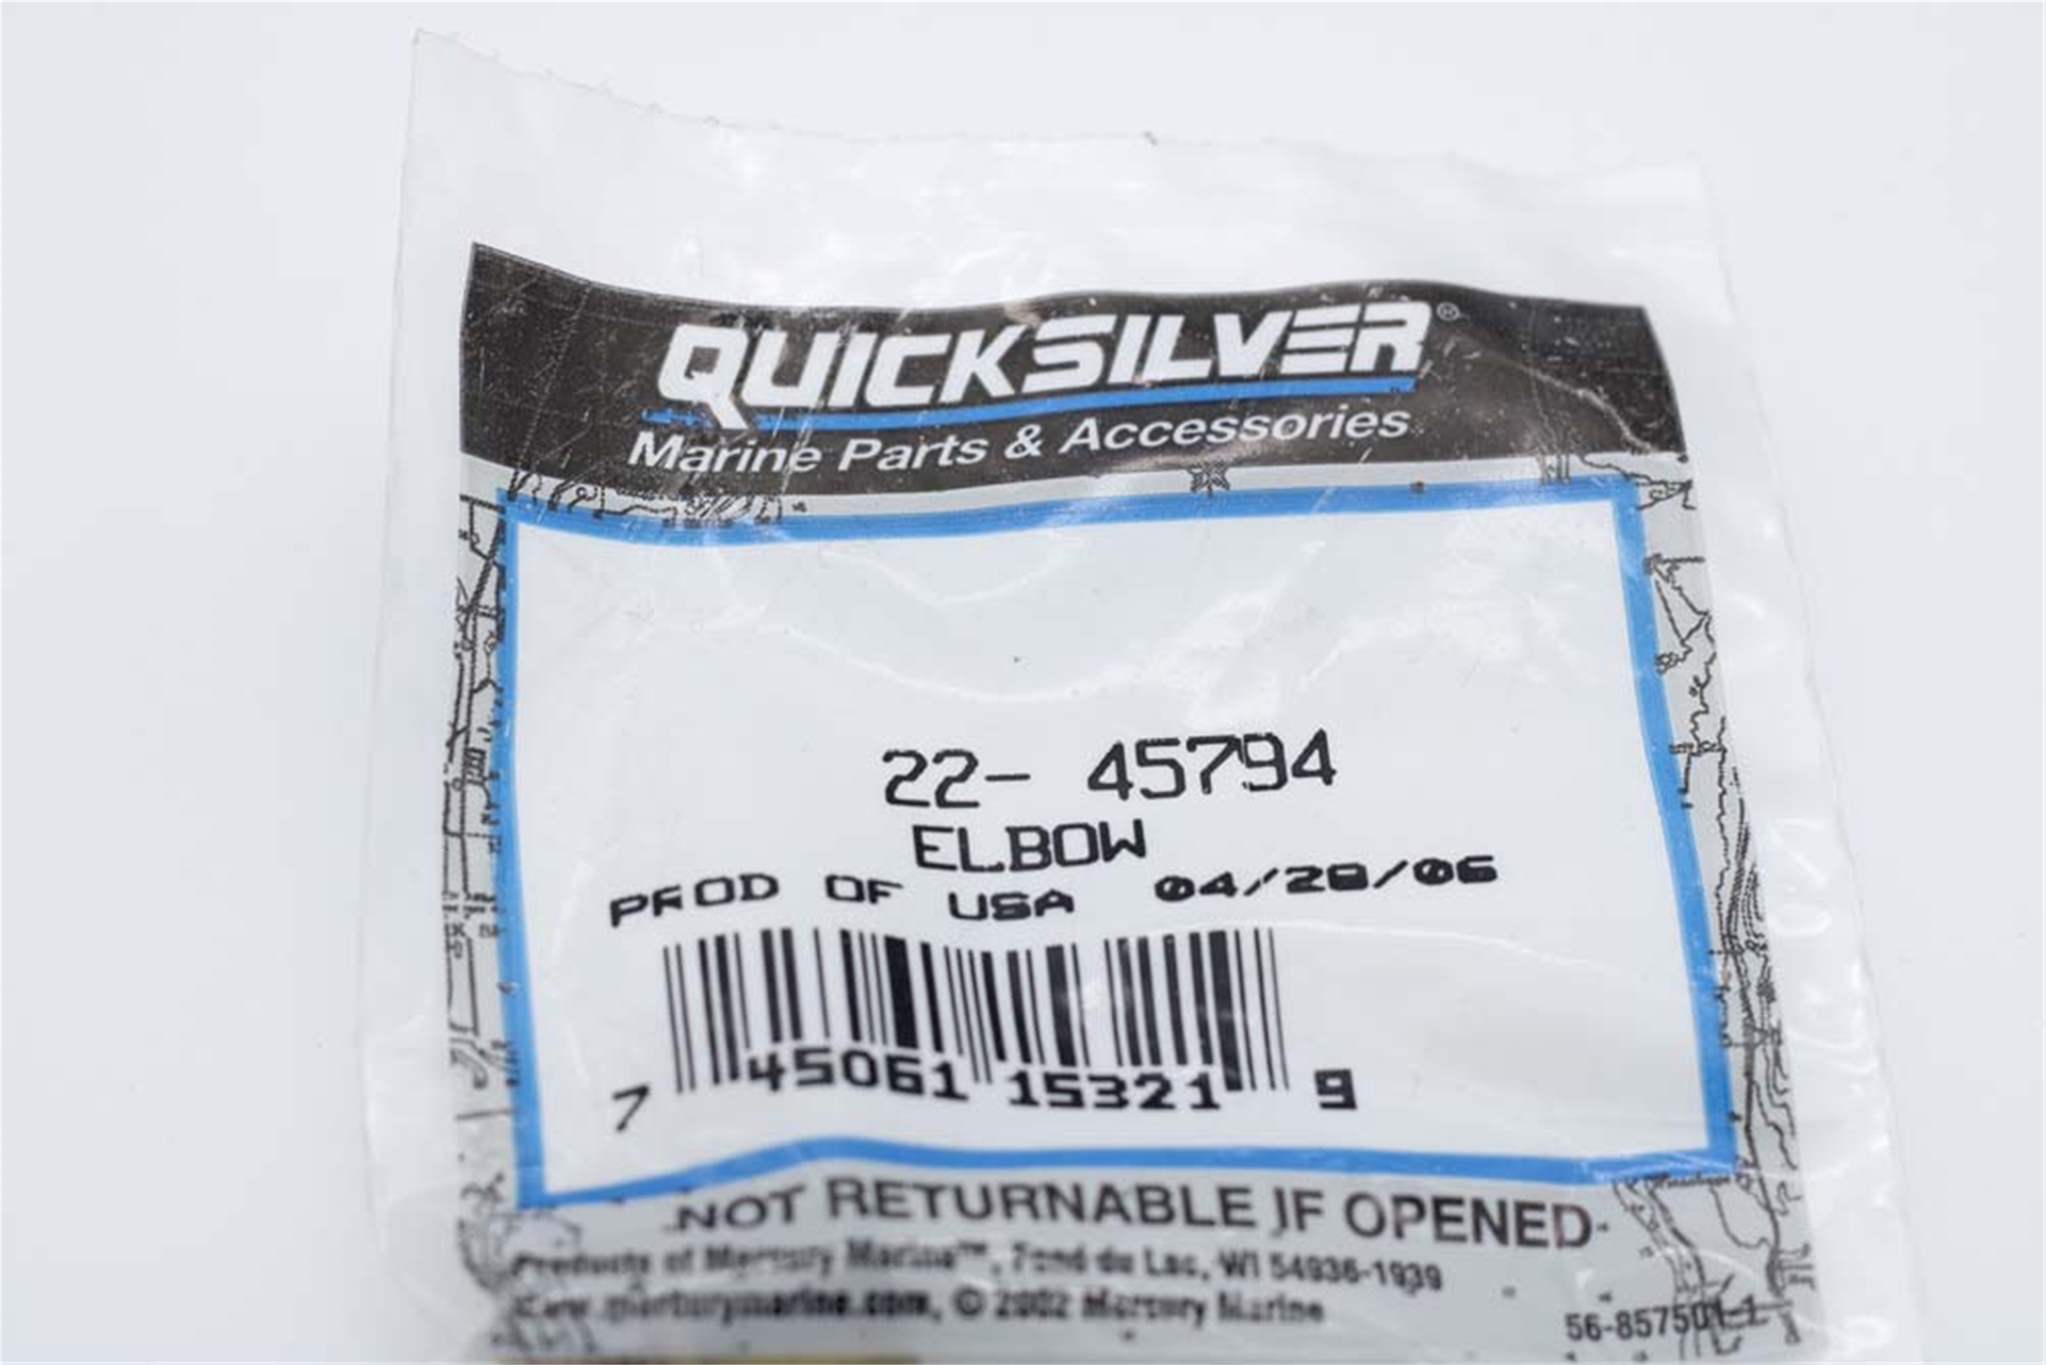 QUICKSILVER®
Marine Parts & Accessories
22- 45794
ELBOW
PROD OF USA 04/28/06
7 45061 15321 9
NOT RETURNABLE IF OPENED
Products of Mercury Marine™, Fond du Lac, WI 54936-1939
www.mercurymarine.com, © 2002 Mercury Marine
56-857501-1